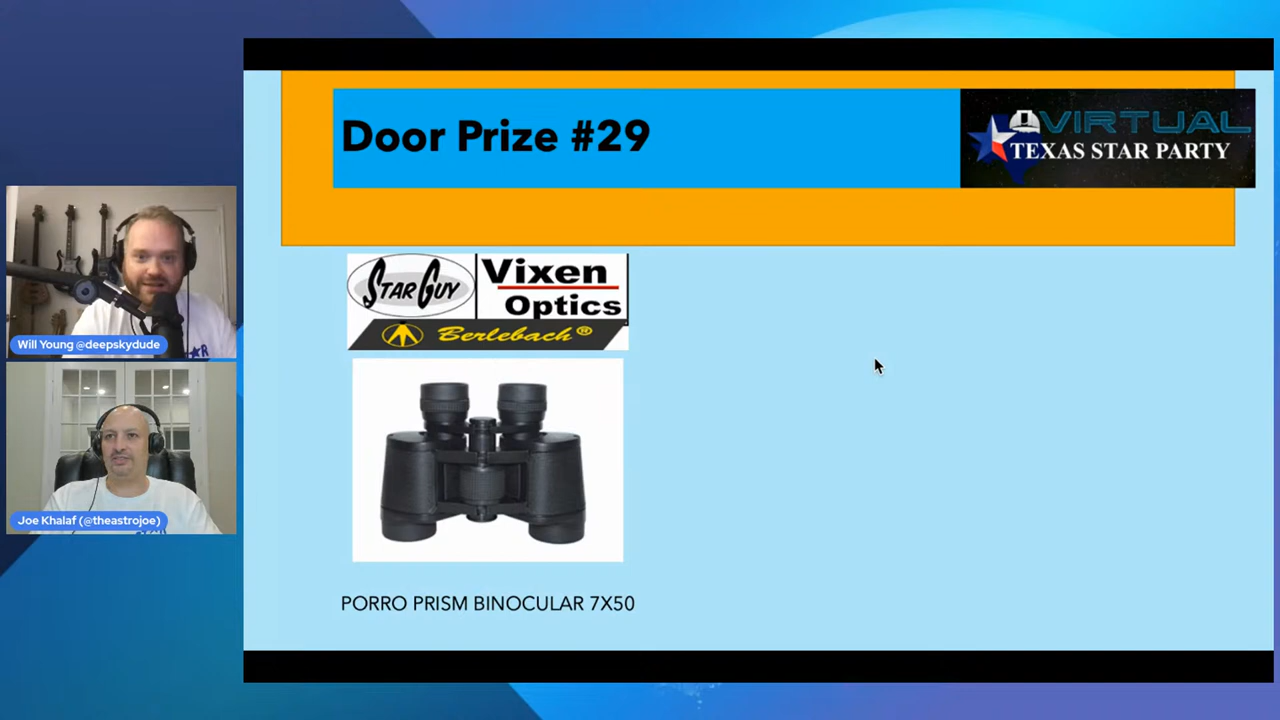 Door Prize #29
VIRTUAL
TEXAS STAR PARTY
STAR GUY
Vixen
Optics
Berlebach®
Will Young @deepskydude
Joe Khalaf (@theastrojoe)
PORRO PRISM BINOCULAR 7X50